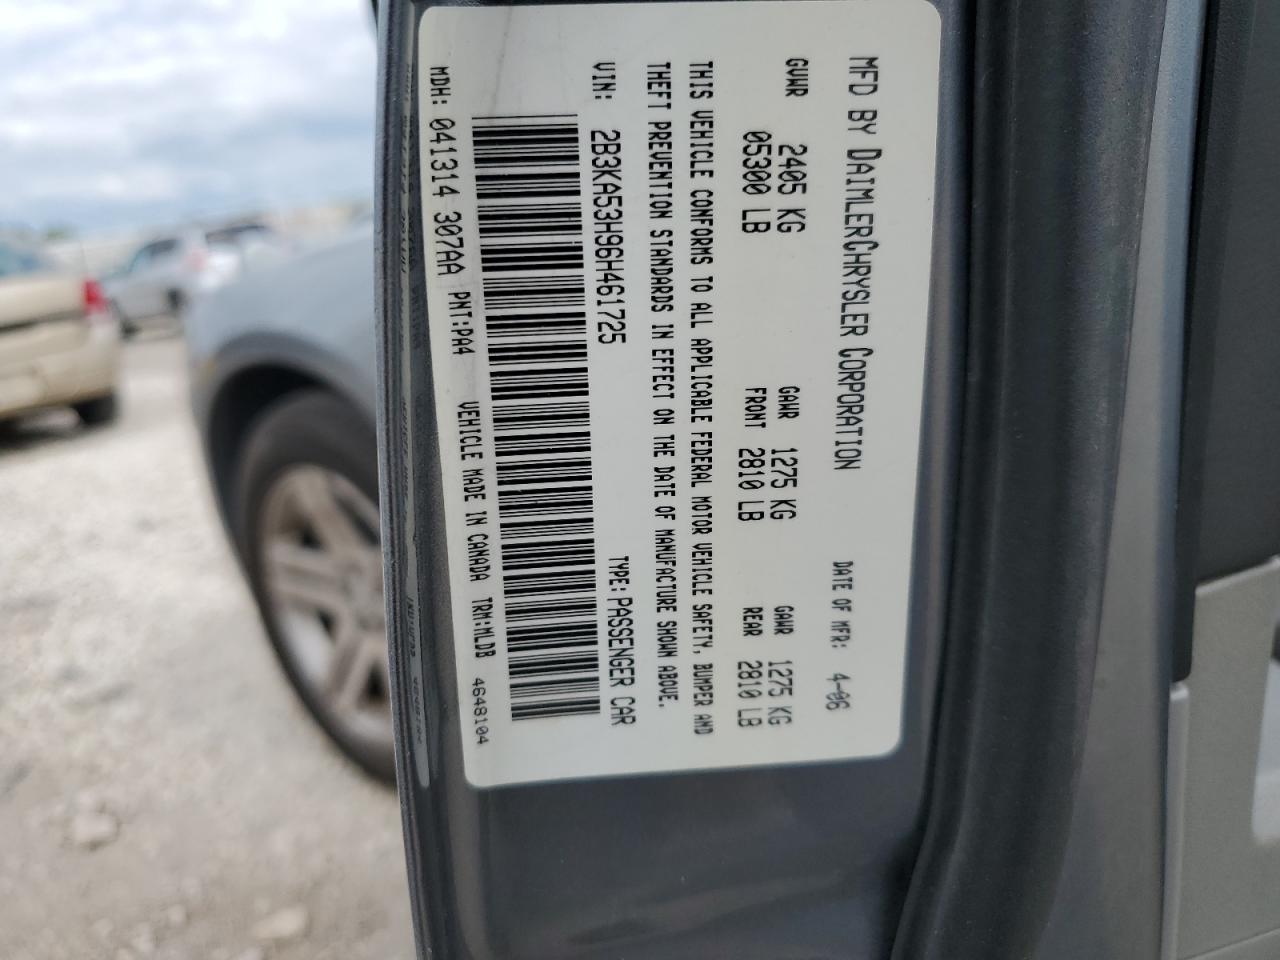 MFD BY DAIMLERCHRYSLER CORPORATION DATE OF MFR: 4-06
GVWR 2405 KG GAWR 1275 KG GAWR 1275 KG
05300 LB FRONT 2810 LB REAR 2810 LB
THIS VEHICLE CONFORMS TO ALL APPLICABLE FEDERAL MOTOR VEHICLE SAFETY, BUMPER AND
THEFT PREVENTION STANDARDS IN EFFECT ON THE DATE OF MANUFACTURE SHOWN ABOVE.
VIN: 2B3KA53H96H461725 TYPE: PASSENGER CAR
MDH: 041314 307AA PNT:PA4 VEHICLE MADE IN CANADA TRM:MLDB 4648104